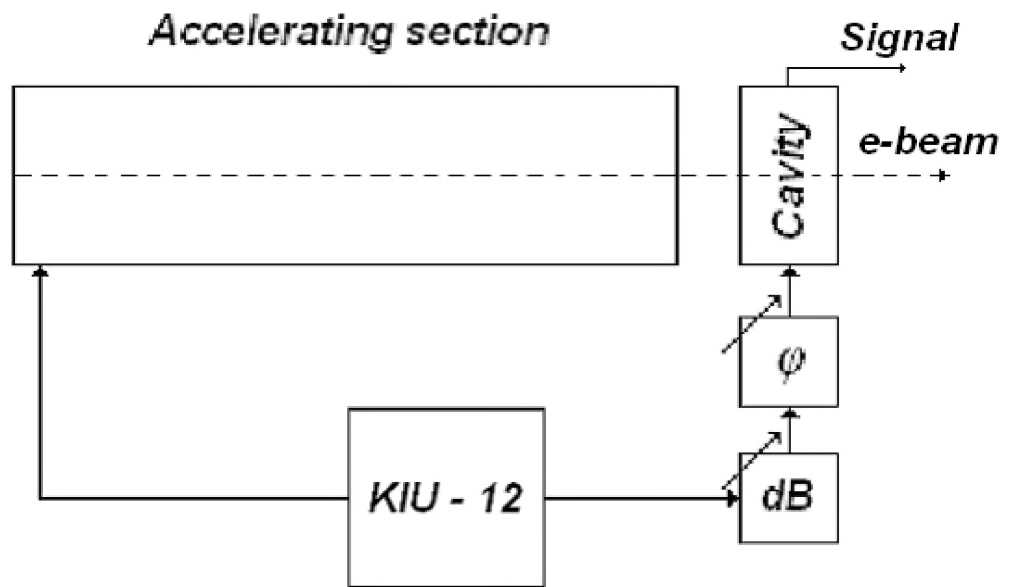 Accelerating section
Signal
e-beam
Cavity
φ
dB
KIU - 12